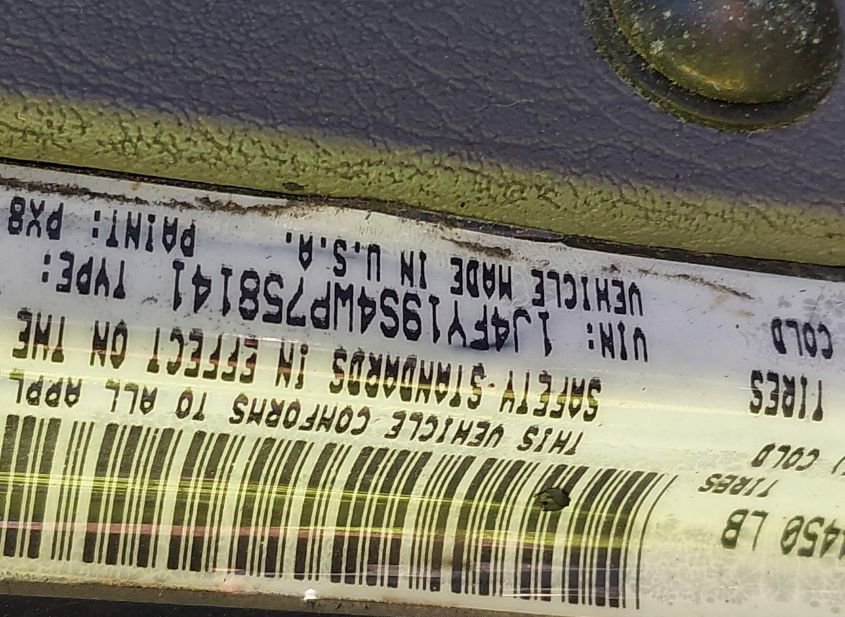 1450 LB
TIRES
COLD
TIRES
COLD
THIS VEHICLE CONFORMS TO ALL APPL
SAFETY STANDARDS IN EFFECT ON THE
VIN: 1J4FY19S4WP758141 TYPE:
VEHICLE MADE IN U.S.A. PAINT: PX8